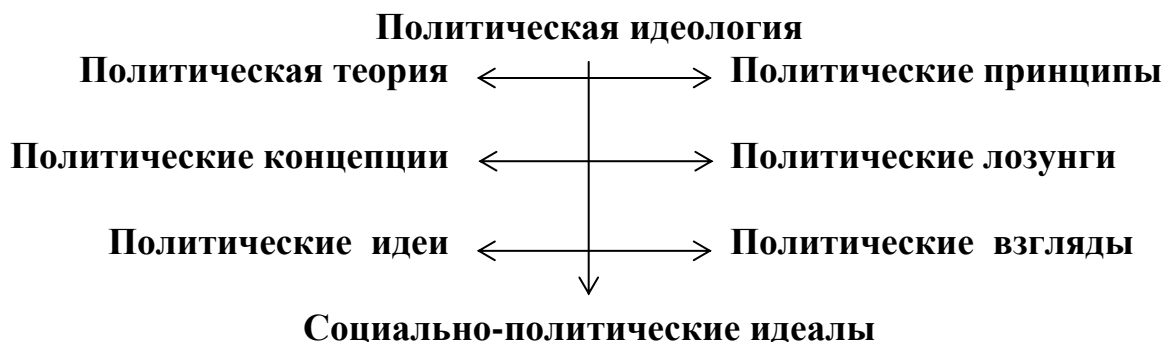 Политическая идеология
Политическая теория Политические принципы
Политические концепции Политические лозунги
Политические идеи Политические взгляды
Социально-политические идеалы